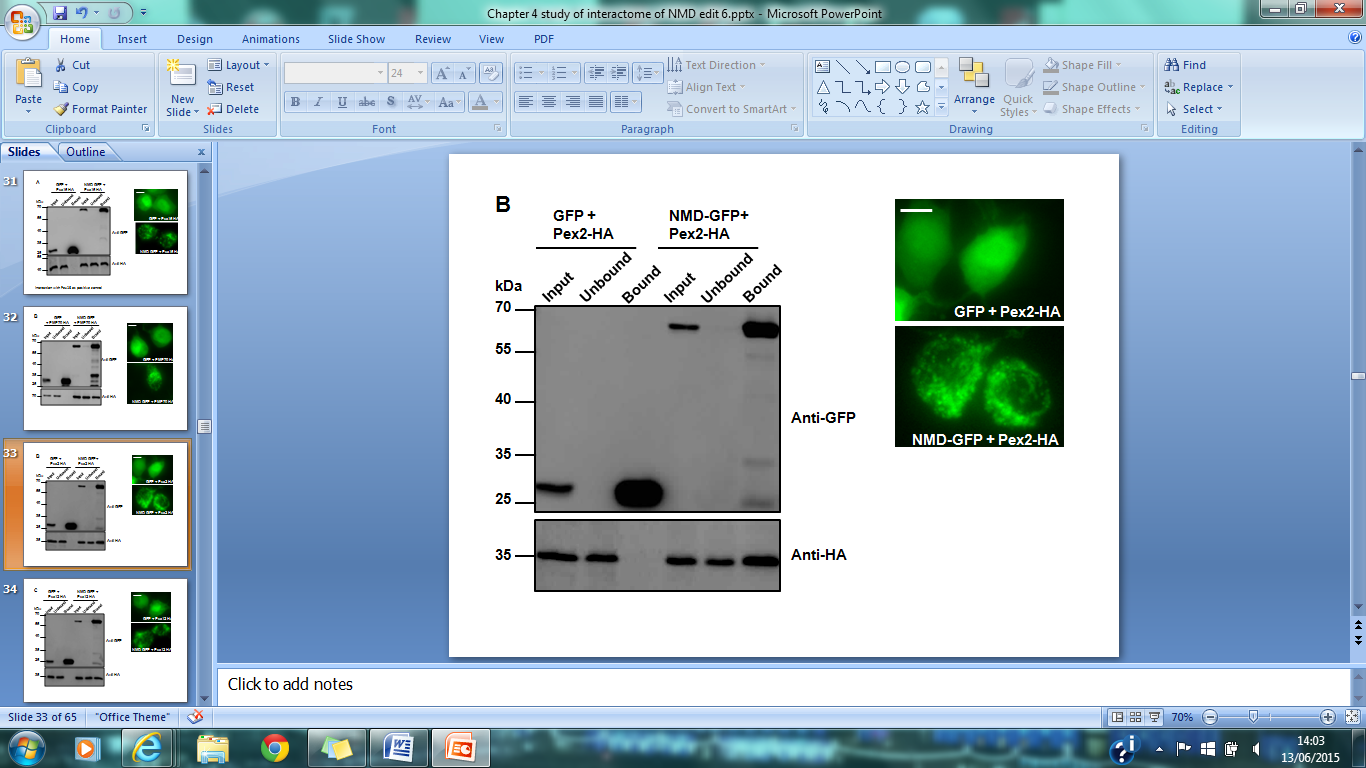 Chapter 4 study of interactome of NMD edit 6.pptx - Microsoft PowerPoint
Home Insert Design Animations Slide Show Review View PDF
Paste
Cut
Copy
Format Painter
Clipboard
New Slide
Layout
Reset
Delete
Slides
24
B I U abc S AV Aa A
Font
Paragraph
Text Direction
Align Text
Convert to SmartArt
Arrange
Quick Styles
Shape Fill
Shape Outline
Shape Effects
Drawing
Find
Replace
Select
Editing
Slides Outline
31
32
33
34
B
GFP + NMD-GFP+
Pex2-HA Pex2-HA
kDa Input Unbound Bound Input Unbound Bound
70
55
40
35
25
Anti-GFP
35
Anti-HA
GFP + Pex2-HA
NMD-GFP + Pex2-HA
Click to add notes
Slide 33 of 65 "Office Theme" 70%
14:03
13/06/2015